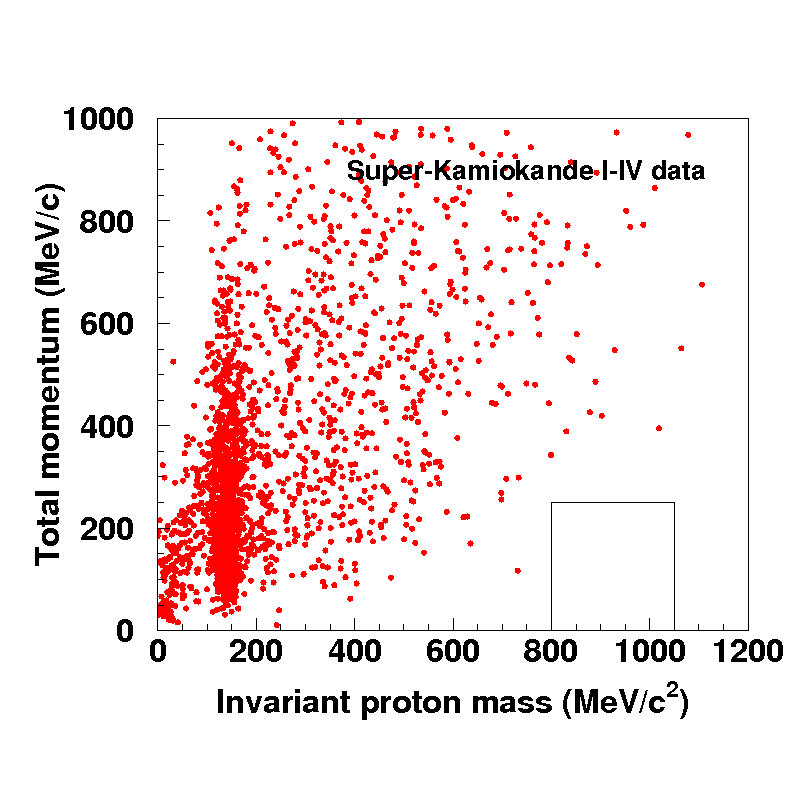 1000
Super-Kamiokande I-IV data
800
600
400
200
0
Total momentum (MeV/c)
0 200 400 600 800 1000 1200
Invariant proton mass (MeV/c²)